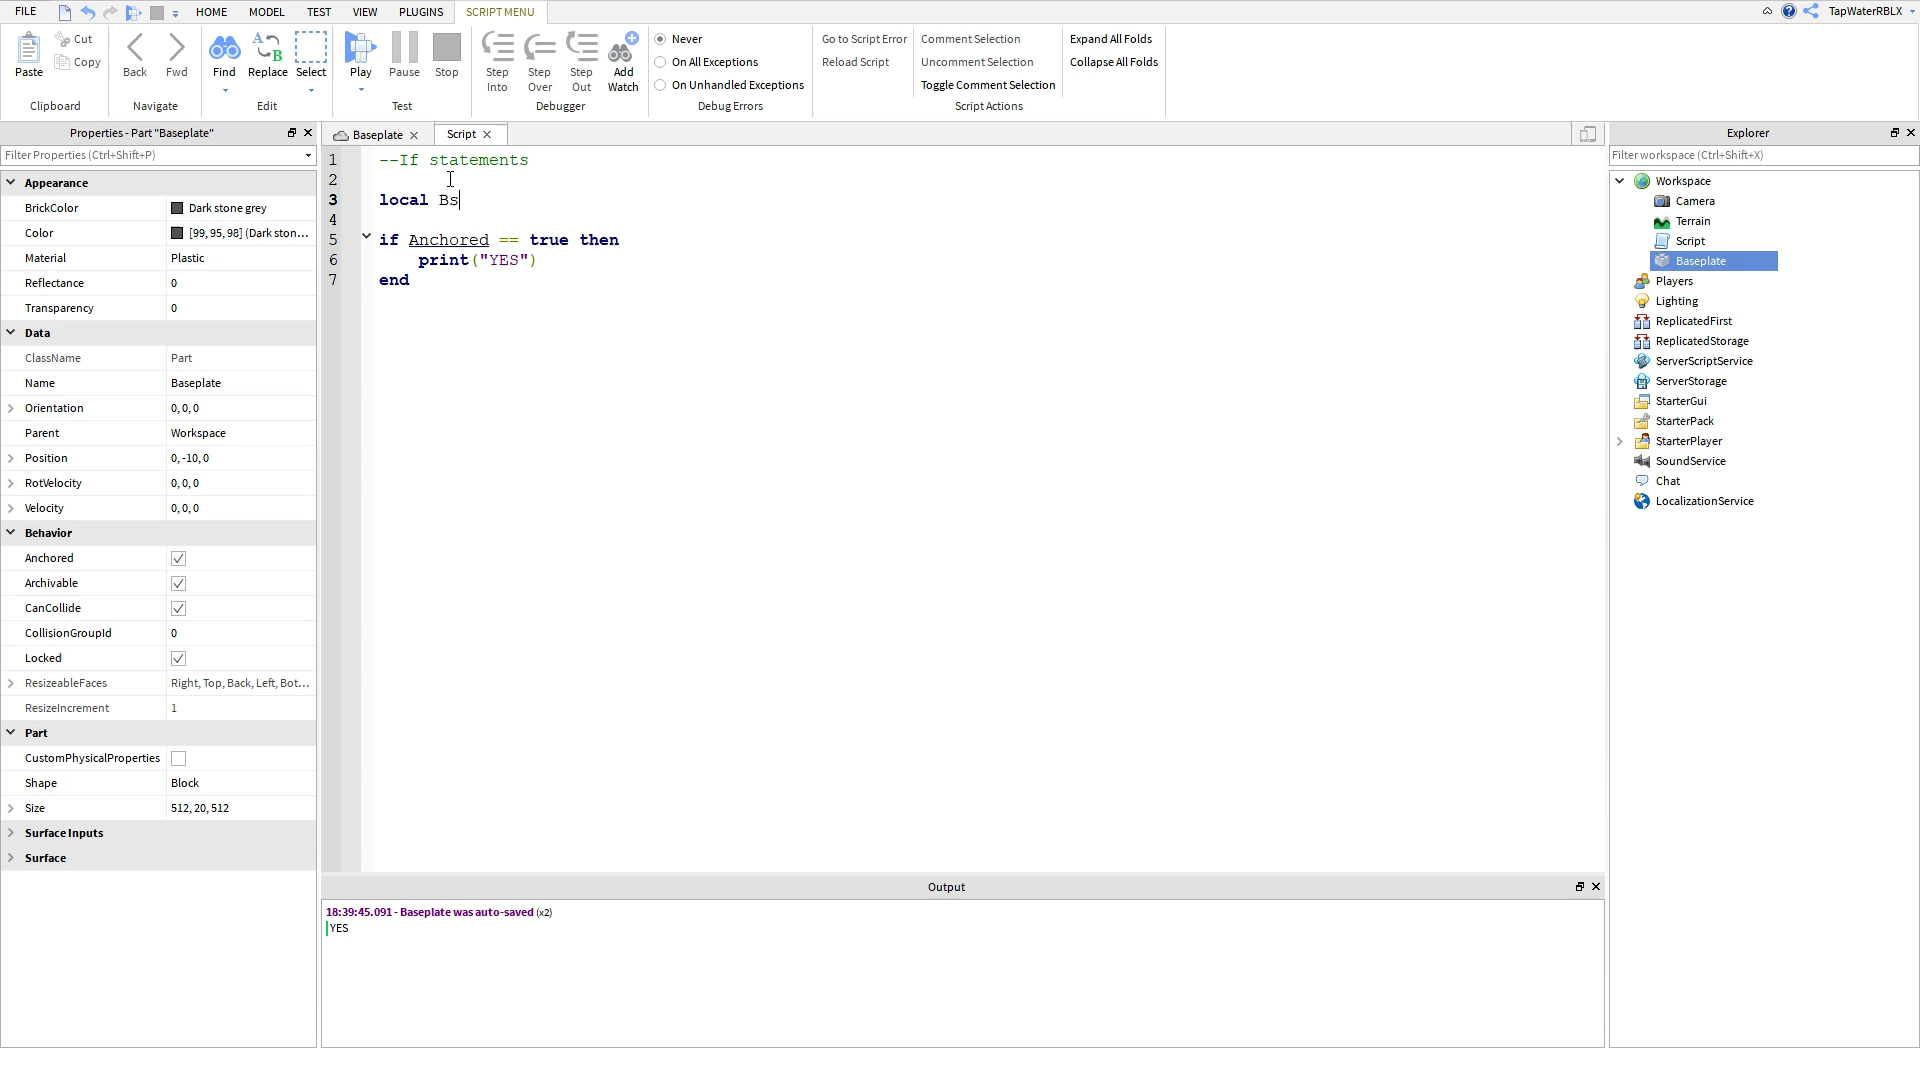 FILE HOME MODEL TEST VIEW PLUGINS SCRIPT MENU TapWaterRBLX
Paste Cut Copy Clipboard
Back Fwd Navigate
Find Replace Select Edit
Play Pause Stop Test
Step Into Step Over Step Out Add Watch Debugger
Never
On All Exceptions
On Unhandled Exceptions
Debug Errors
Go to Script Error
Reload Script
Comment Selection
Uncomment Selection
Toggle Comment Selection
Expand All Folds
Collapse All Folds
Script Actions
Properties - Part "Baseplate"
Filter Properties (Ctrl+Shift+P)
Appearance
BrickColor Dark stone grey
Color [99, 95, 98] (Dark ston...
Material Plastic
Reflectance 0
Transparency 0
Data
ClassName Part
Name Baseplate
Orientation 0, 0, 0
Parent Workspace
Position 0, -10, 0
RotVelocity 0, 0, 0
Velocity 0, 0, 0
Behavior
Anchored
Archivable
CanCollide
CollisionGroupId 0
Locked
ResizeableFaces Right, Top, Back, Left, Bot...
ResizeIncrement 1
Part
CustomPhysicalProperties
Shape Block
Size 512, 20, 512
Surface Inputs
Surface
Baseplate Script
1 --If statements
2
3 local Bs
4
5 if Anchored == true then
6 print("YES")
7 end
Output
18:39:45.091 - Baseplate was auto-saved (x2)
YES
Explorer
Filter workspace (Ctrl+Shift+X)
Workspace
Camera
Terrain
Script
Baseplate
Players
Lighting
ReplicatedFirst
ReplicatedStorage
ServerScriptService
ServerStorage
StarterGui
StarterPack
StarterPlayer
SoundService
Chat
LocalizationService